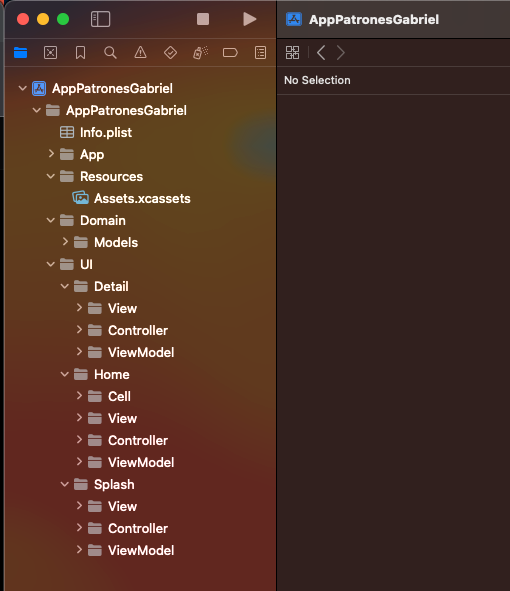 AppPatronesGabriel
No Selection
AppPatronesGabriel
AppPatronesGabriel
Info.plist
App
Resources
Assets.xcassets
Domain
Models
UI
Detail
View
Controller
ViewModel
Home
Cell
View
Controller
ViewModel
Splash
View
Controller
ViewModel